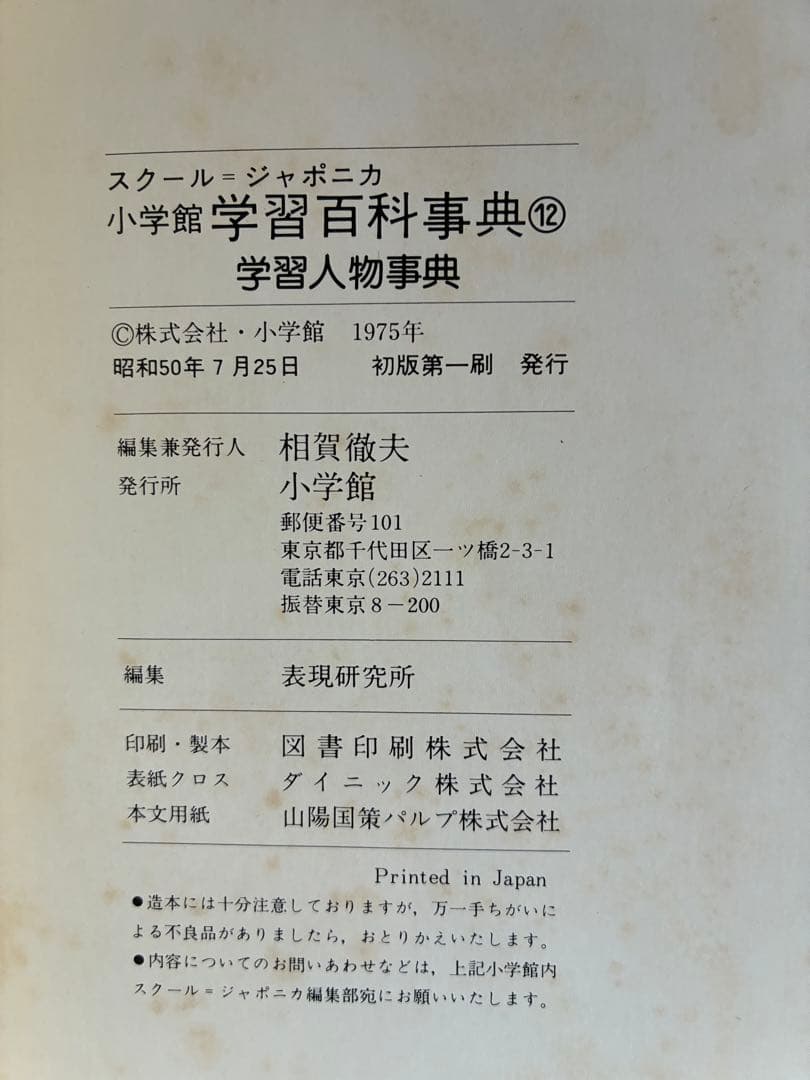 スクール＝ジャポニカ
小学館 学習百科事典⑫
学習人物事典
©株式会社・小学館　1975年
昭和50年7月25日　初版第一刷　発行
編集兼発行人　相賀徹夫
発行所　小学館
郵便番号101
東京都千代田区一ツ橋2-3-1
電話東京(263)2111
振替東京8－200
編集　表現研究所
印刷・製本　図書印刷株式会社
表紙クロス　ダイニック株式会社
本文用紙　山陽国策パルプ株式会社
Printed in Japan
●造本には十分注意しておりますが，万一手ちがいに
よる不良品がありましたら，おとりかえいたします。
●内容についてのお問いあわせなどは，上記小学館内
スクール＝ジャポニカ編集部宛にお願いいたします。